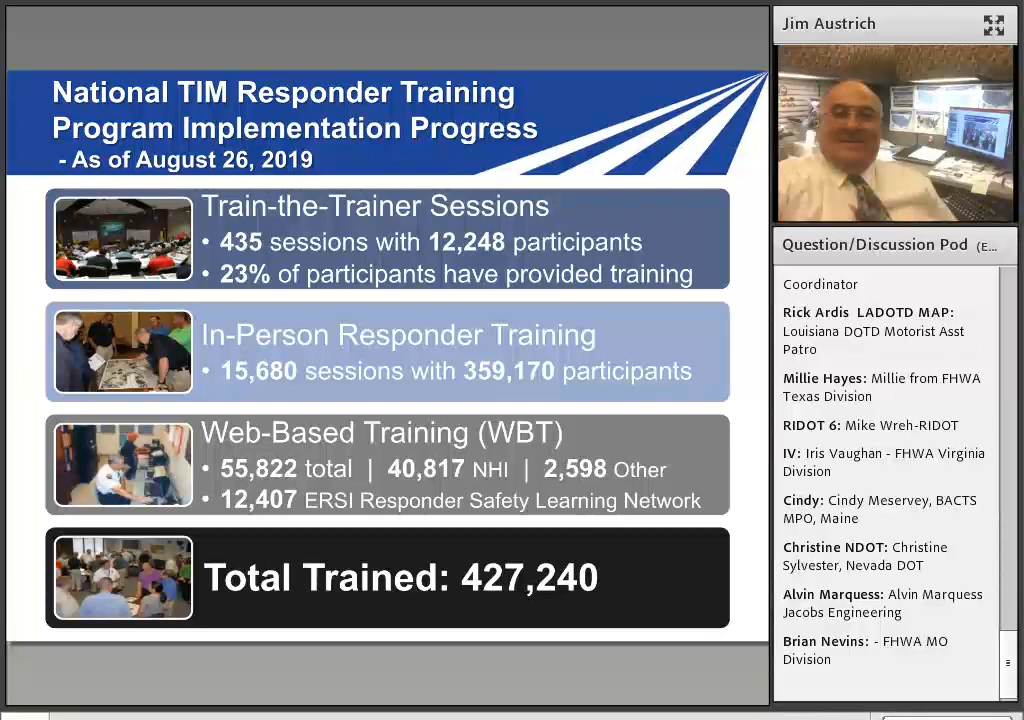 National TIM Responder Training
Program Implementation Progress
- As of August 26, 2019
Train-the-Trainer Sessions
• 435 sessions with 12,248 participants
• 23% of participants have provided training
In-Person Responder Training
• 15,680 sessions with 359,170 participants
Web-Based Training (WBT)
• 55,822 total | 40,817 NHI | 2,598 Other
• 12,407 ERSI Responder Safety Learning Network
Total Trained: 427,240
Jim Austrich
Question/Discussion Pod (E...
Coordinator
Rick Ardis LADOTD MAP:
Louisiana DOTD Motorist Asst
Patro
Millie Hayes: Millie from FHWA
Texas Division
RIDOT 6: Mike Wreh-RIDOT
IV: Iris Vaughan - FHWA Virginia
Division
Cindy: Cindy Meservey, BACTS
MPO, Maine
Christine NDOT: Christine
Sylvester, Nevada DOT
Alvin Marquess: Alvin Marquess
Jacobs Engineering
Brian Nevins: - FHWA MO
Division